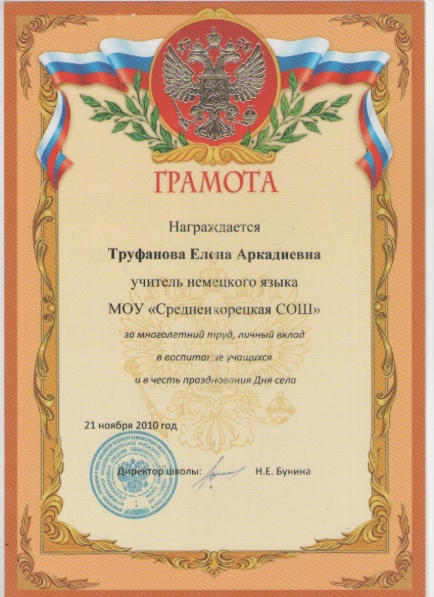 ГРАМОТА
Награждается
Труфанова Елена Аркадиевна
учитель немецкого языка
МОУ «Среднеикорецкая СОШ»
за многолетний труд, личный вклад
в воспитание учащихся
и в честь празднования Дня села
21 ноября 2010 год
Директор школы: Н.Е. Бунина